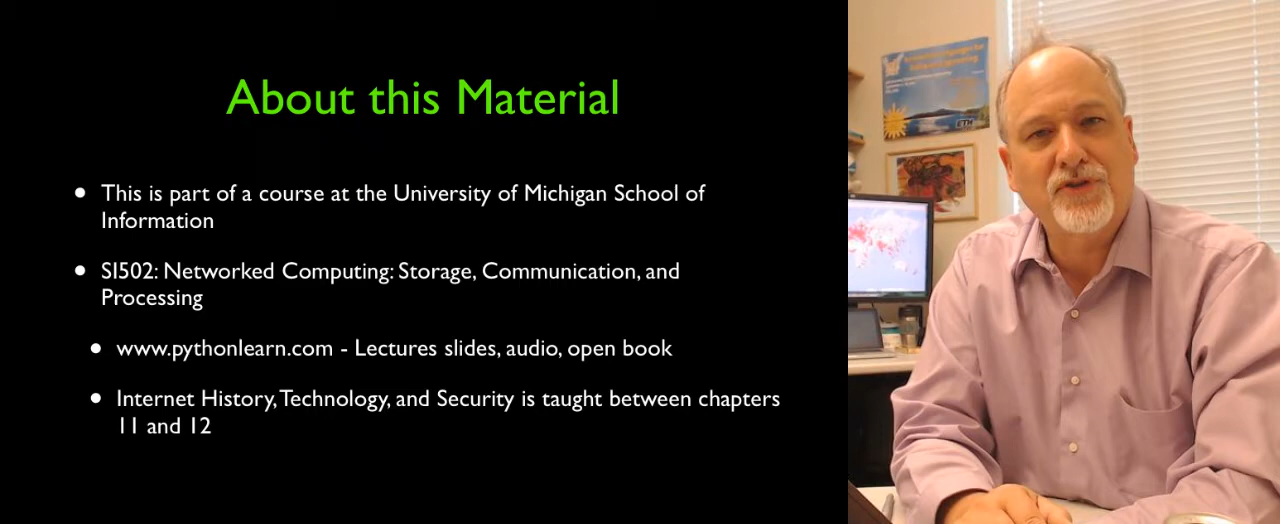 About this Material
• This is part of a course at the University of Michigan School of
Information
• SI502: Networked Computing: Storage, Communication, and
Processing
• www.pythonlearn.com - Lectures slides, audio, open book
• Internet History, Technology, and Security is taught between chapters
11 and 12
ETH